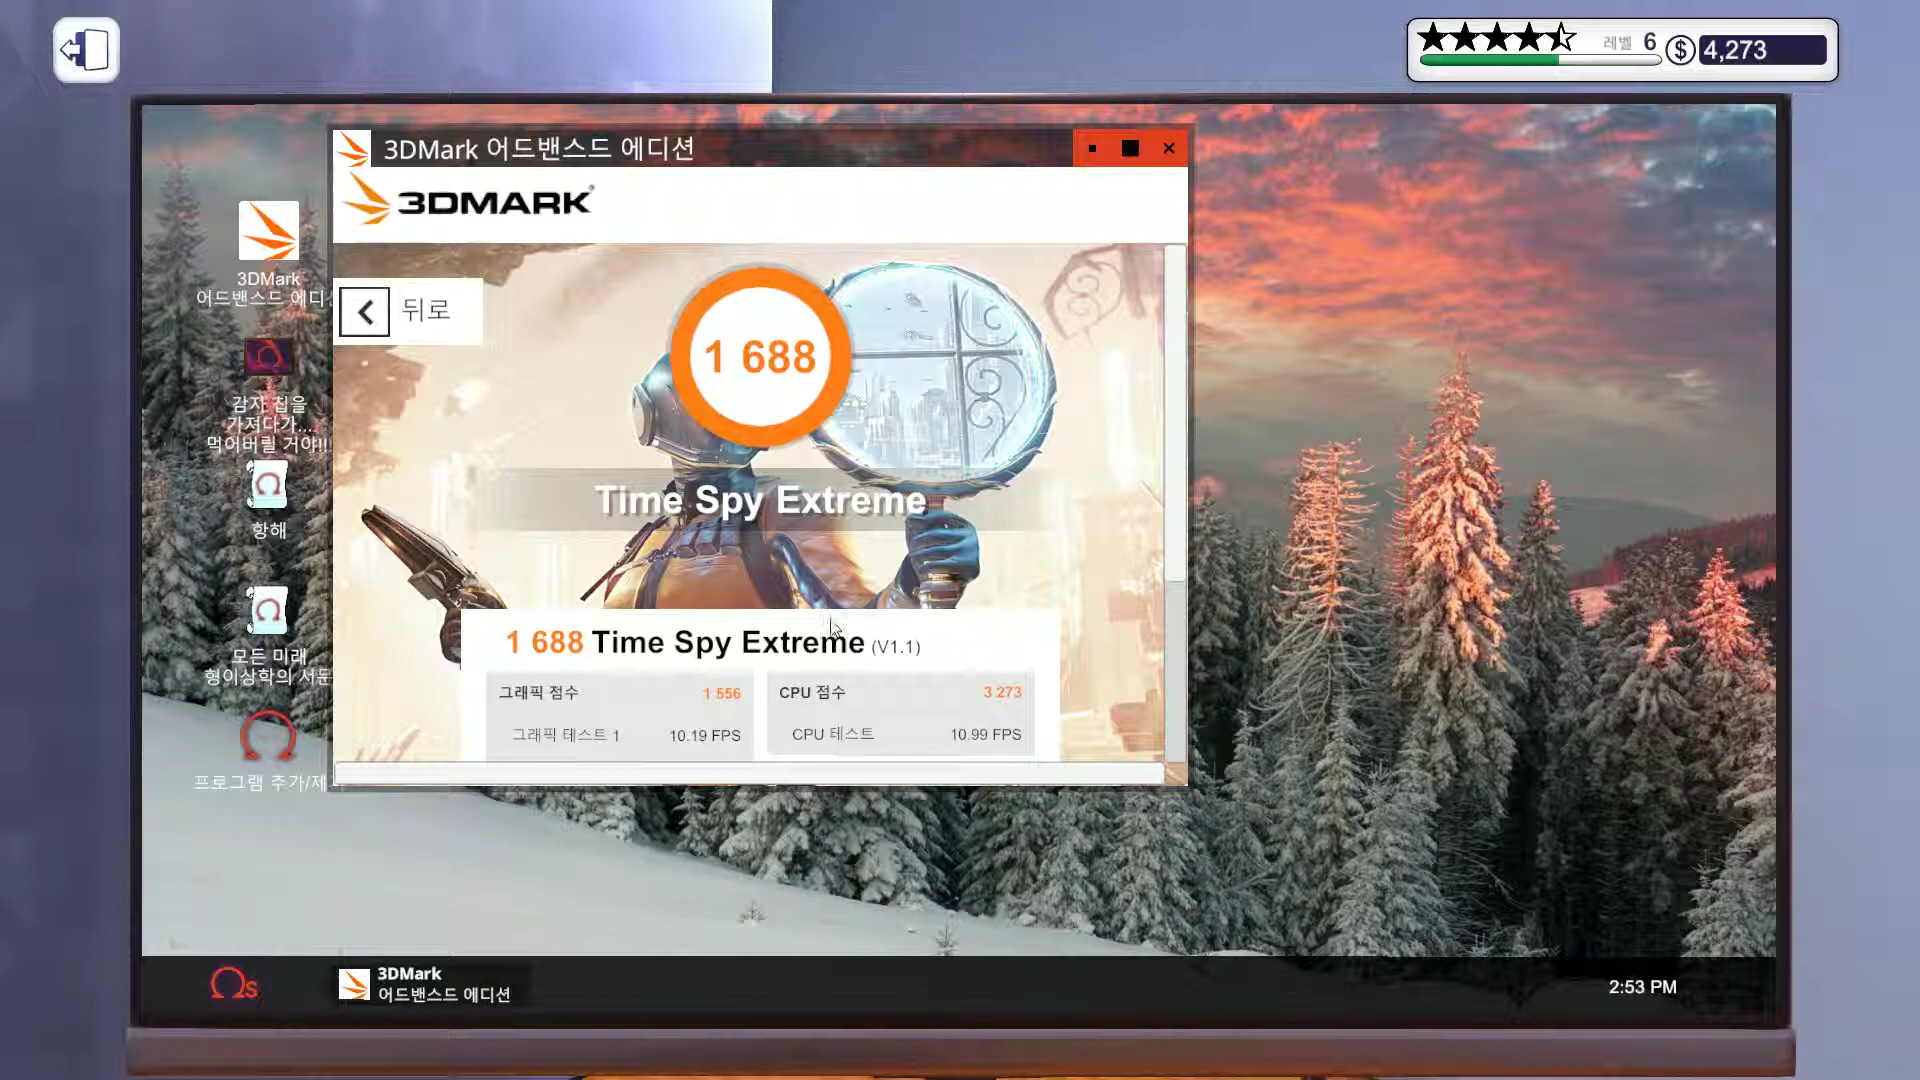 레벨 6
$ 4,273
3DMark 어드밴스드 에디션
3DMARK
뒤로
1 688
Time Spy Extreme
1 688 Time Spy Extreme (V1.1)
그래픽 점수 1 556
그래픽 테스트 1 10.19 FPS
CPU 점수 3 273
CPU 테스트 10.99 FPS
3DMark
어드밴스드 에디
감자 칩을
가져다가...
먹어버릴 거야!!
항해
모든 미래
형이상학의 서문
프로그램 추가/제
Ωs
3DMark
어드밴스드 에디션
2:53 PM